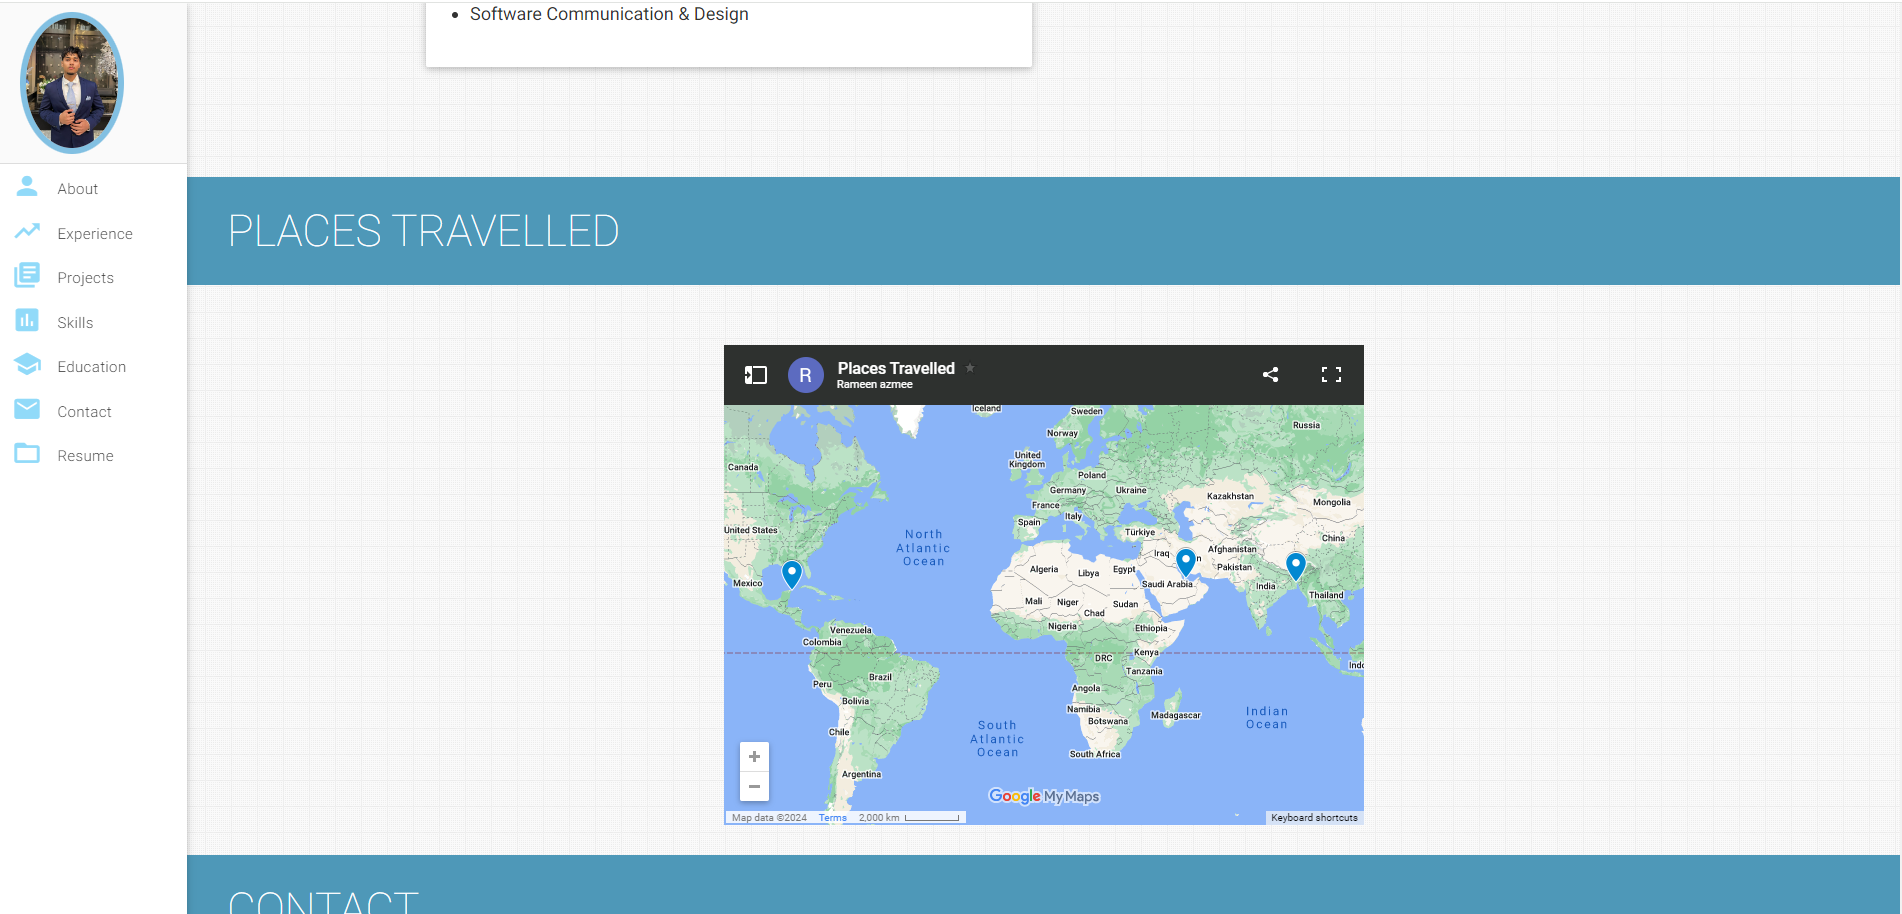 Software Communication & Design
About
Experience
Projects
Skills
Education
Contact
Resume
PLACES TRAVELLED
R
Places Travelled
Rameen azmee
Iceland
Sweden
Norway
Russia
United
Kingdom
Canada
Poland
Germany
Ukraine
Kazakhstan
Mongolia
France
Italy
Spain
United States
North
Atlantic
Ocean
Türkiye
China
Iraq
n
Afghanistan
Pakistan
Algeria
Libya
Egypt
Mexico
Saudi Arabia
India
Thailand
Mali
Niger
Sudan
Chad
Venezuela
Nigeria
Ethiopia
Colombia
DRC
Kenya
Indo
Tanzania
Peru
Brazil
Angola
Bolivia
Namibia
Botswana
Madagascar
Indian
Ocean
Chile
South
Atlantic
Ocean
South Africa
Argentina
Google My Maps
Map data ©2024
Terms
2,000 km
Keyboard shortcuts
CONTACT